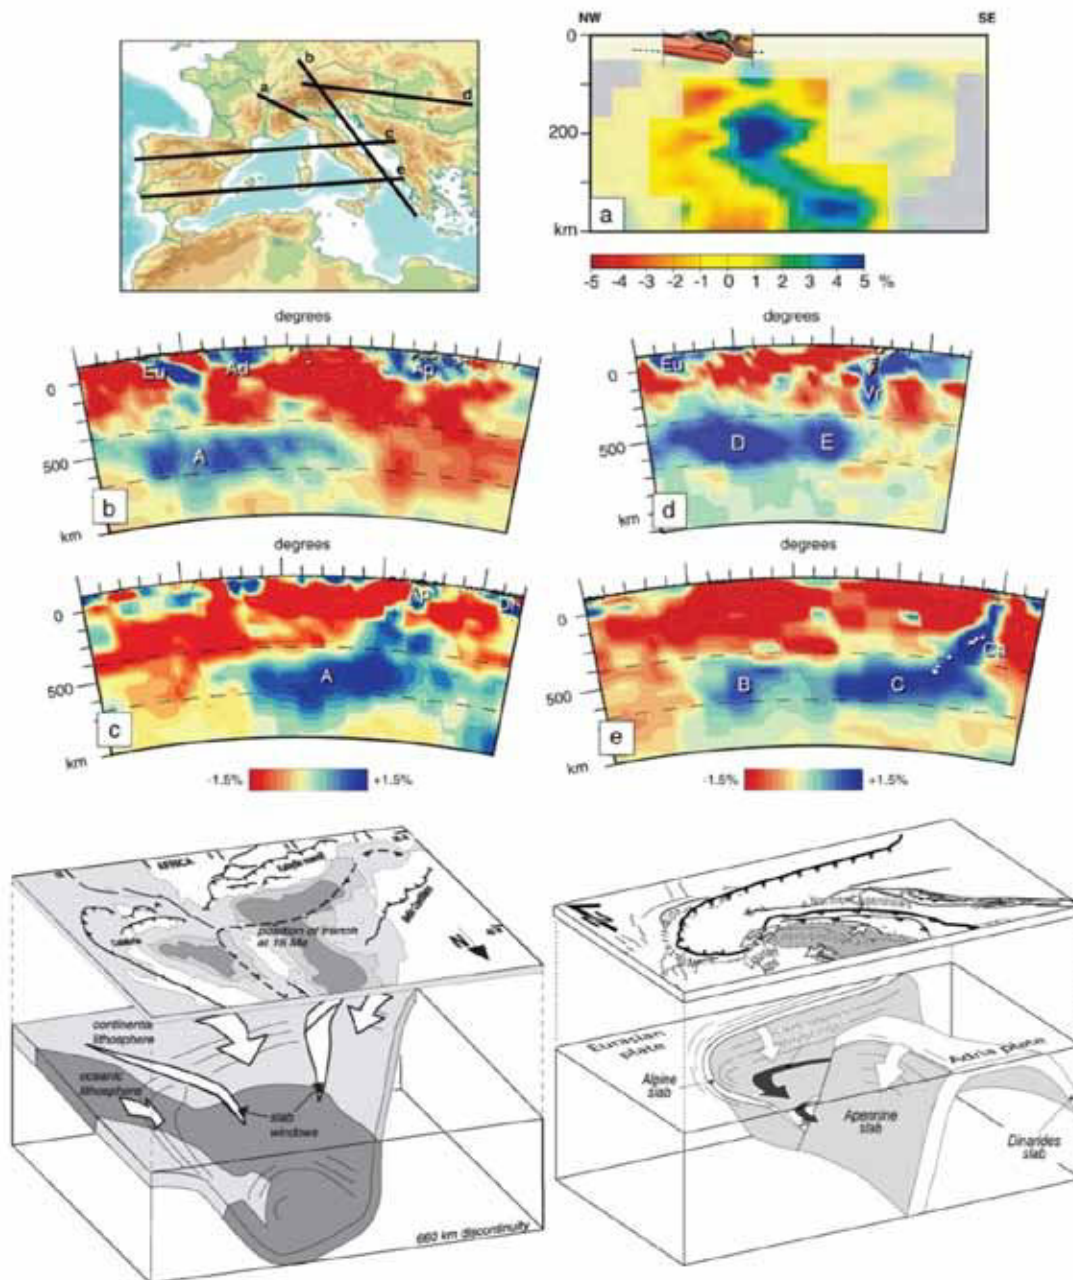 NW
SE
b
a
d
c
e
0
200
km
a
-5 -4 -3 -2 -1 0 1 2 3 4 5 %
degrees
degrees
Eu
Ad
Ap
0
500
km
A
b
Eu
Vr
0
500
km
D
E
d
degrees
degrees
Ap
Di
0
500
km
A
c
Ca
0
500
km
B
C
e
-1.5%
+1.5%
-1.5%
+1.5%
AFRICA
position of trench
at 16 Ma
N
continental
lithosphere
oceanic
lithosphere
slab
windows
660 km discontinuity
Eurasian
plate
Alpine
slab
Adria plate
Apennine
slab
Dinarides
slab